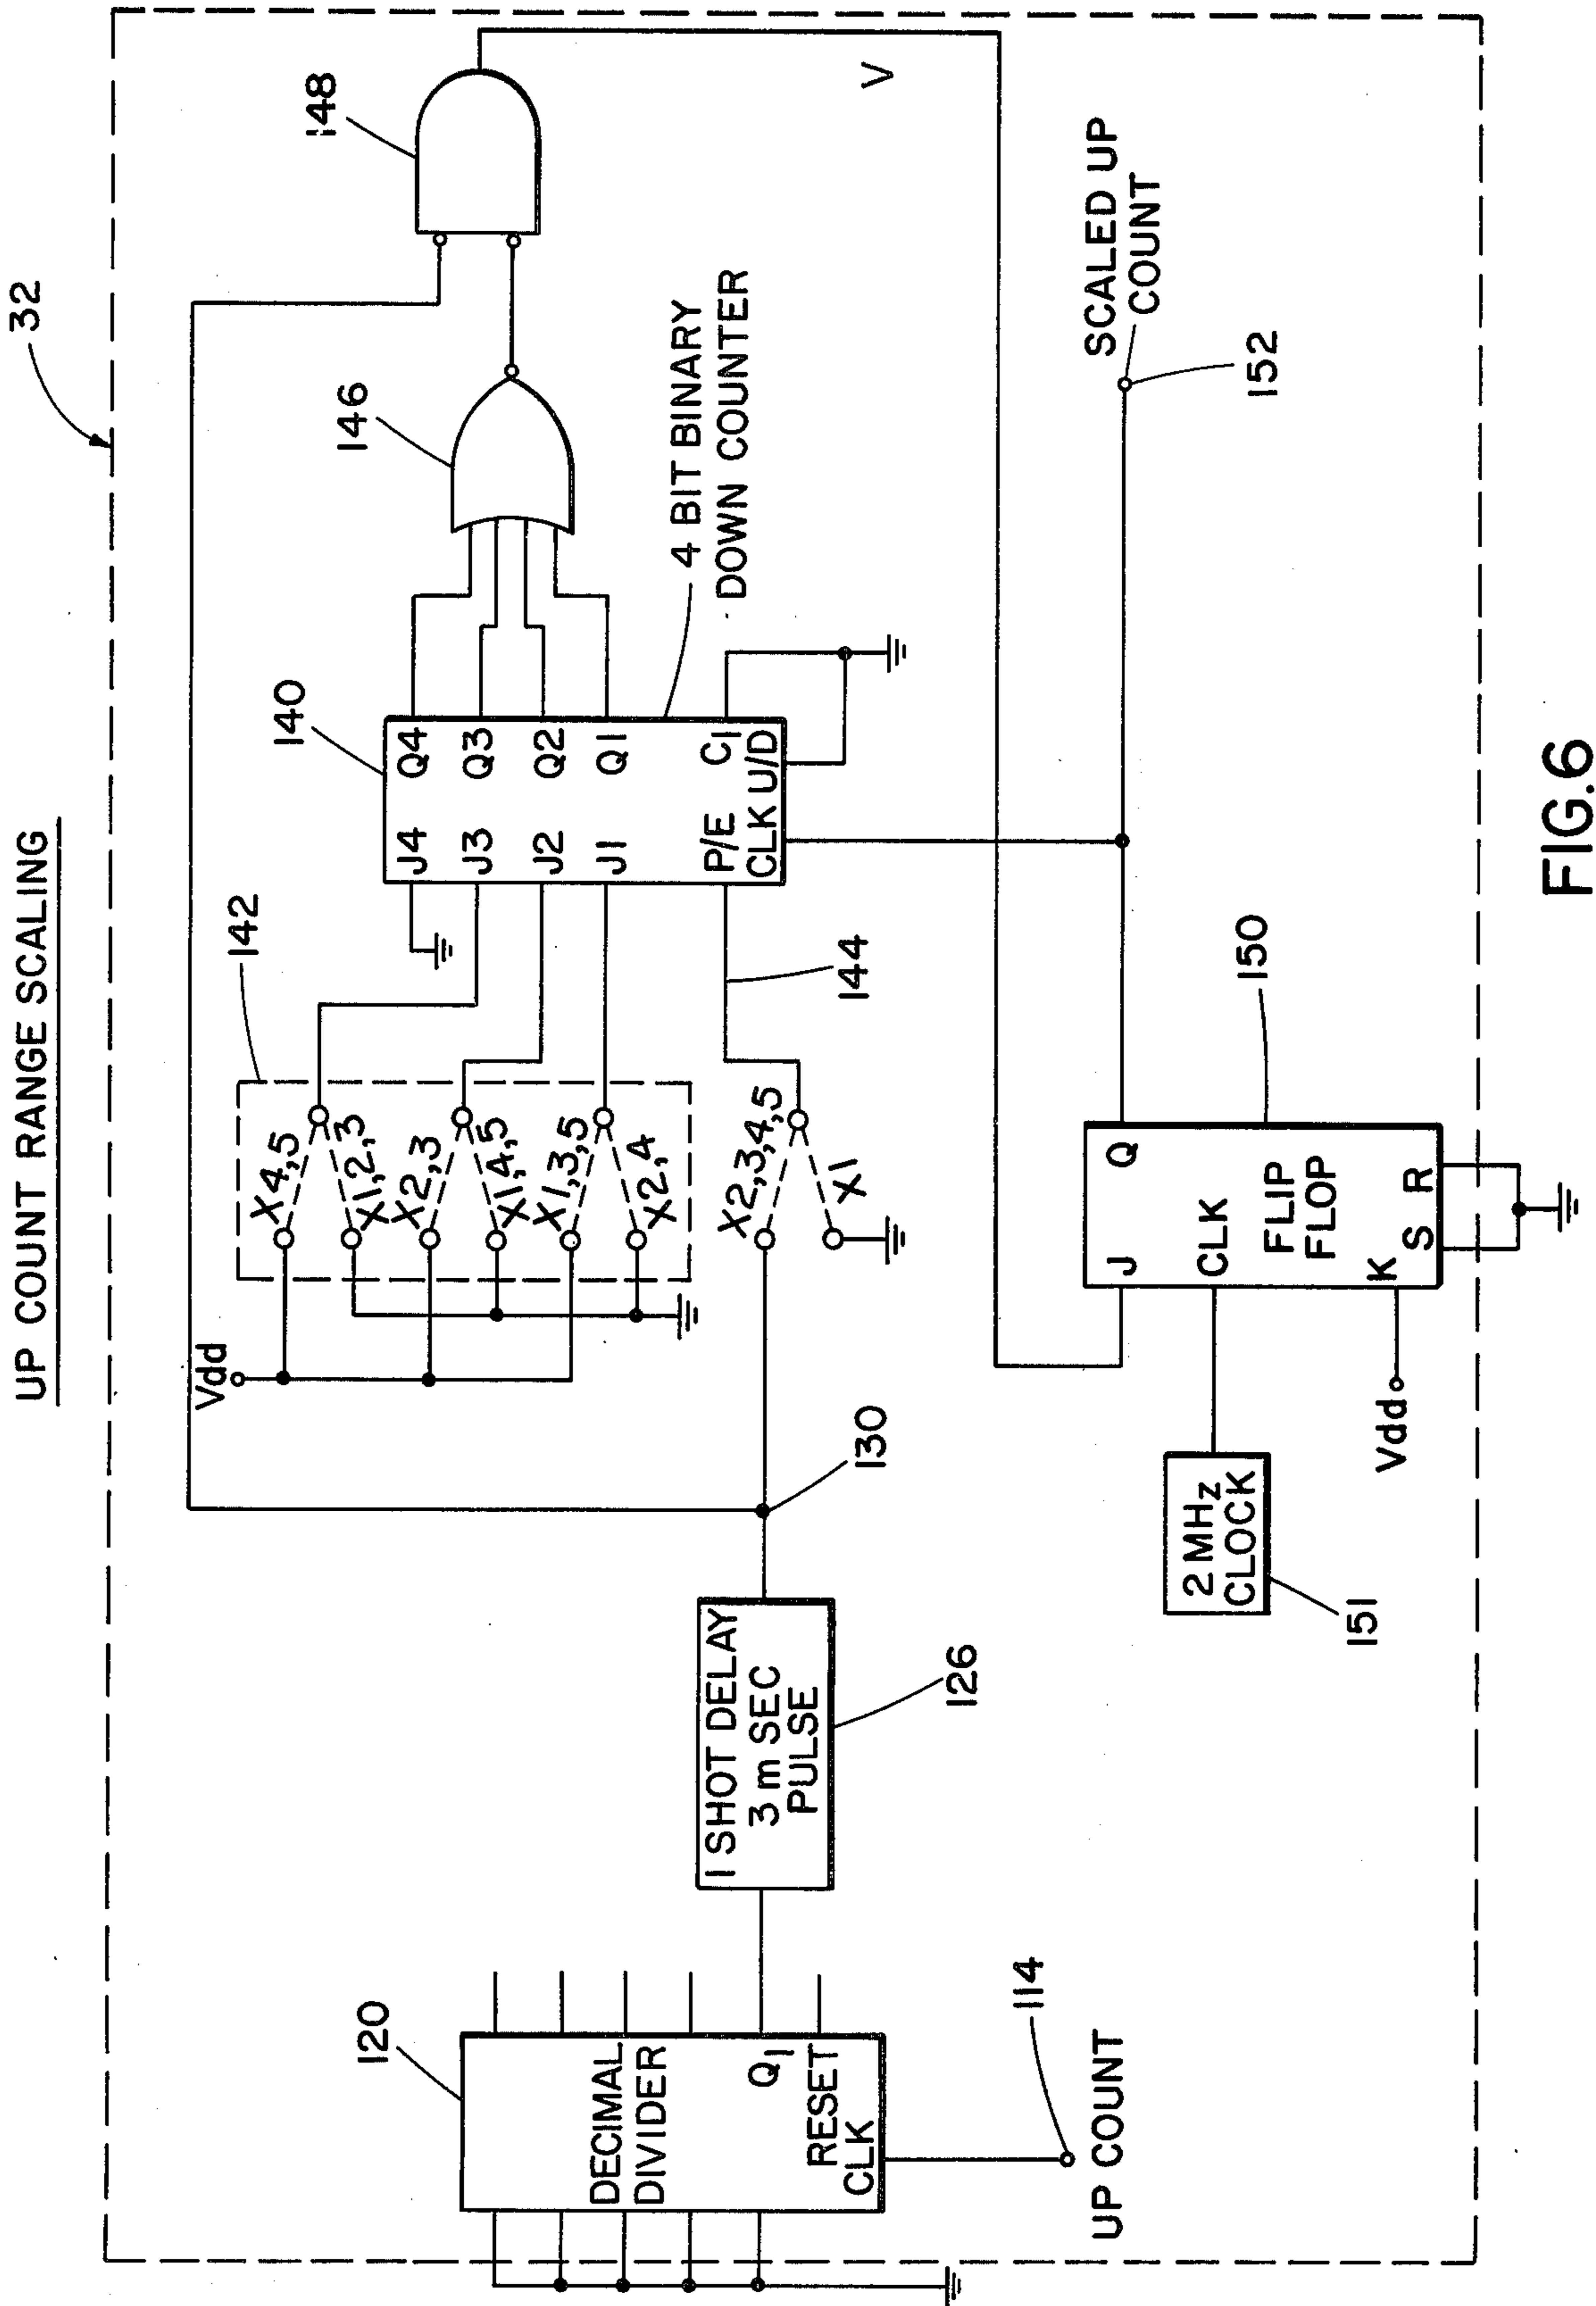 UP COUNT RANGE SCALING
32
148
V
146
4 BIT BINARY
DOWN COUNTER
140
J4 Q4
J3 Q3
J2 Q2
J1 Q1
P/E C1
CLK U/D
142
Vdd
X4,5
X1,2,3
X2,3
X1,4,5
X1,3,5
X2,4
X2,3,4,5
X1
144
130
1 SHOT DELAY
3 m SEC
PULSE
126
120
DECIMAL
DIVIDER
Q1
RESET
CLK
114
UP COUNT
SCALED UP
COUNT
152
150
J Q
CLK
FLIP
FLOP
K S R
Vdd
2 MHz
CLOCK
151
FIG.6